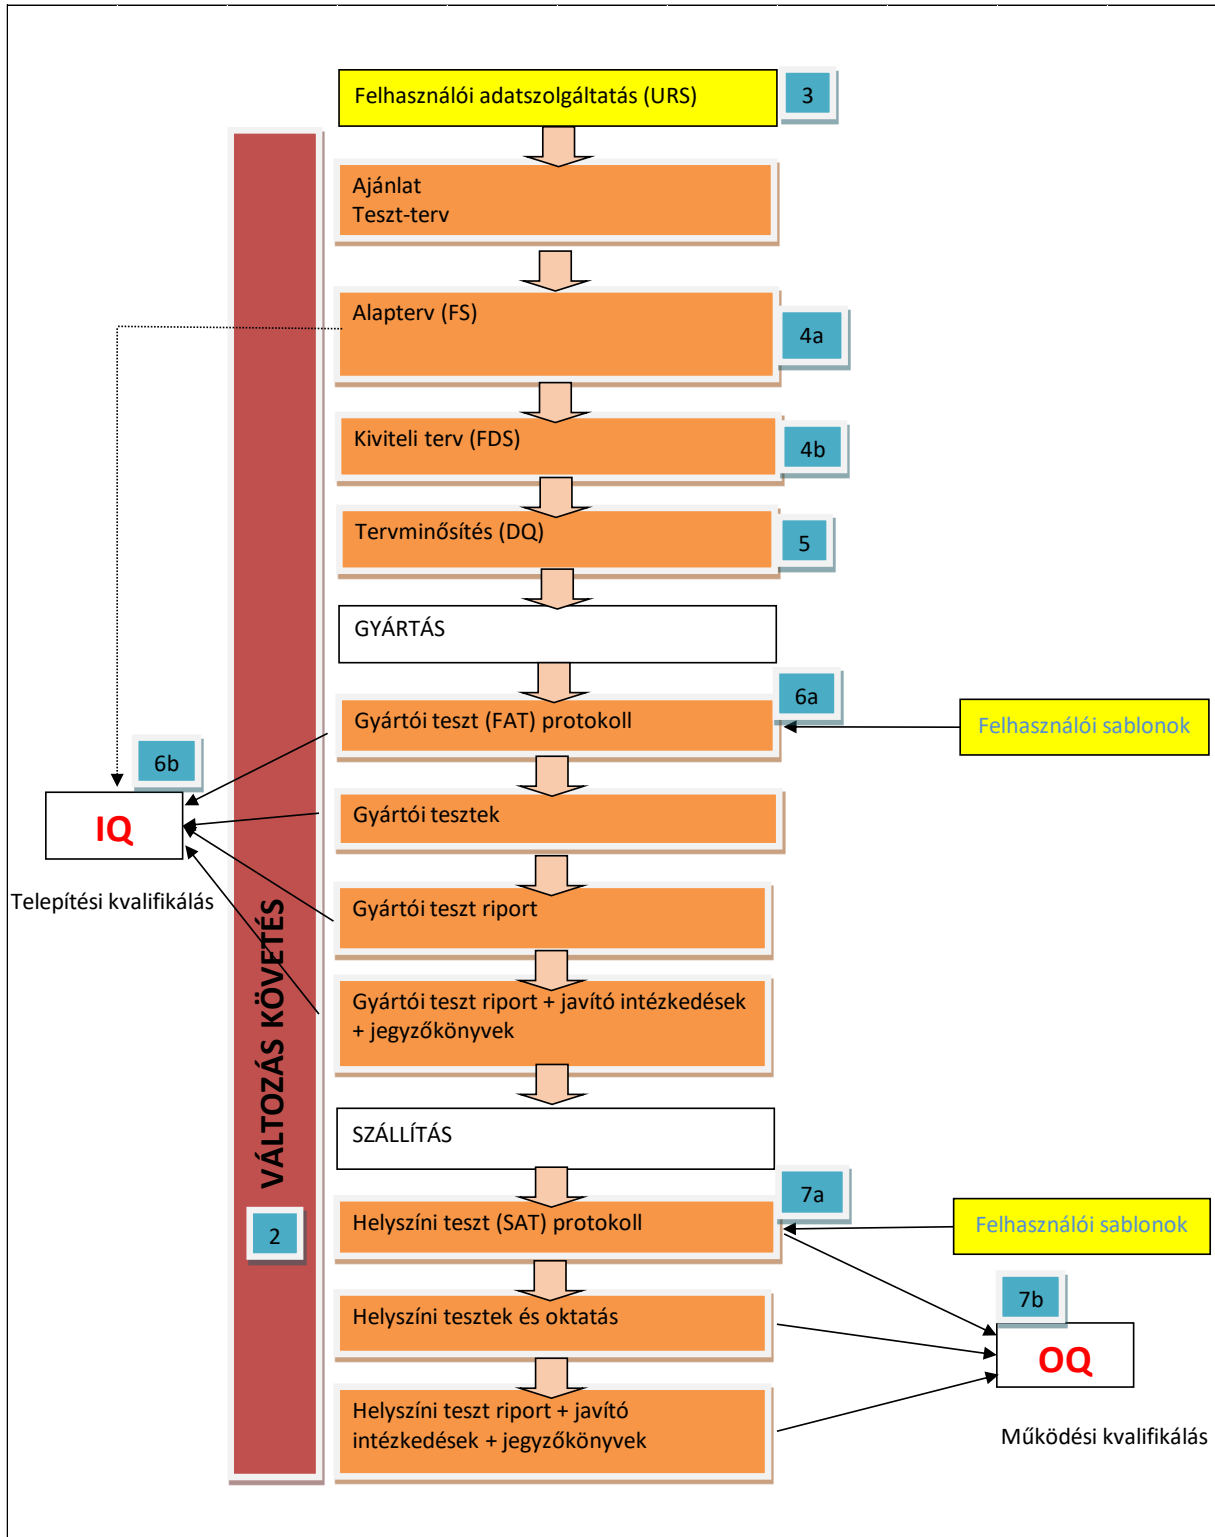 Felhasználói adatszolgáltatás (URS)
3
Ajánlat
Teszt-terv
Alapterv (FS)
4a
Kiviteli terv (FDS)
4b
Tervminősítés (DQ)
5
GYÁRTÁS
6a
Gyártói teszt (FAT) protokoll
Felhasználói sablonok
6b
IQ
Gyártói tesztek
Telepítési kvalifikálás
Gyártói teszt riport
VÁLTOZÁS KÖVETÉS
2
Gyártói teszt riport + javító intézkedések
+ jegyzőkönyvek
SZÁLLÍTÁS
7a
Helyszíni teszt (SAT) protokoll
Felhasználói sablonok
7b
Helyszíni tesztek és oktatás
OQ
Helyszíni teszt riport + javító
intézkedések + jegyzőkönyvek
Működési kvalifikálás